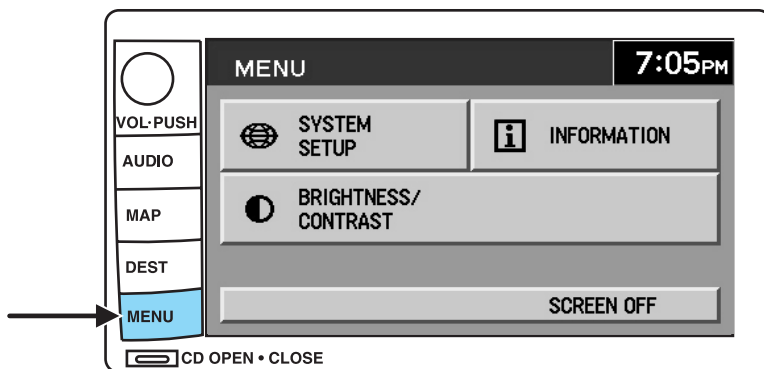 MENU
7:05PM
VOL·PUSH
SYSTEM
SETUP
i INFORMATION
AUDIO
BRIGHTNESS/
CONTRAST
MAP
DEST
MENU
SCREEN OFF
CD OPEN • CLOSE